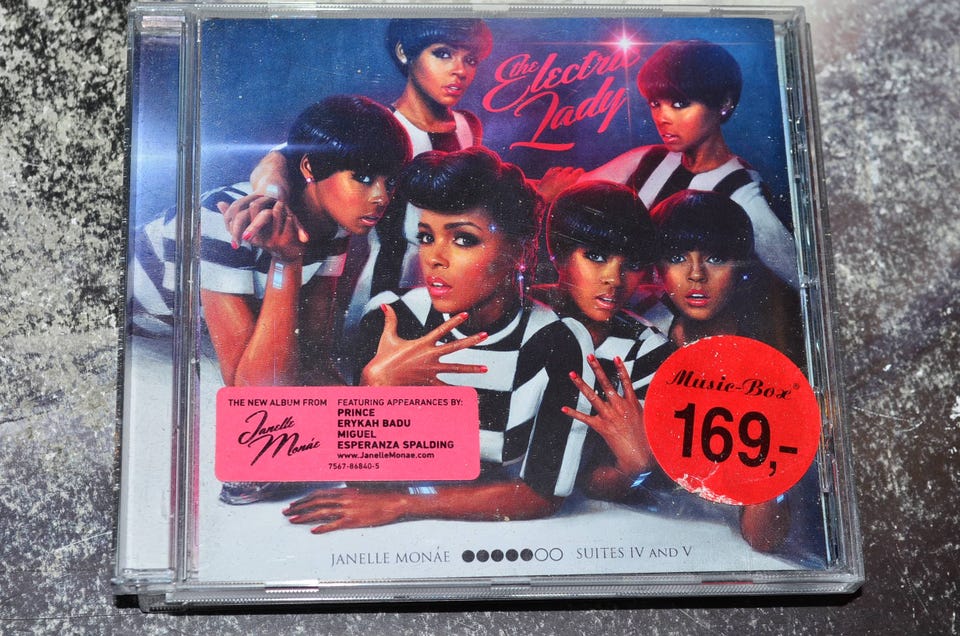 the
Electric
Lady
THE NEW ALBUM FROM
Janelle
Monáe
FEATURING APPEARANCES BY:
PRINCE
ERYKAH BADU
MIGUEL
ESPERANZA SPALDING
www.JanelleMonae.com
7567-86840-5
Music-Box®
169,-
JANELLE MONÁE SUITES IV AND V